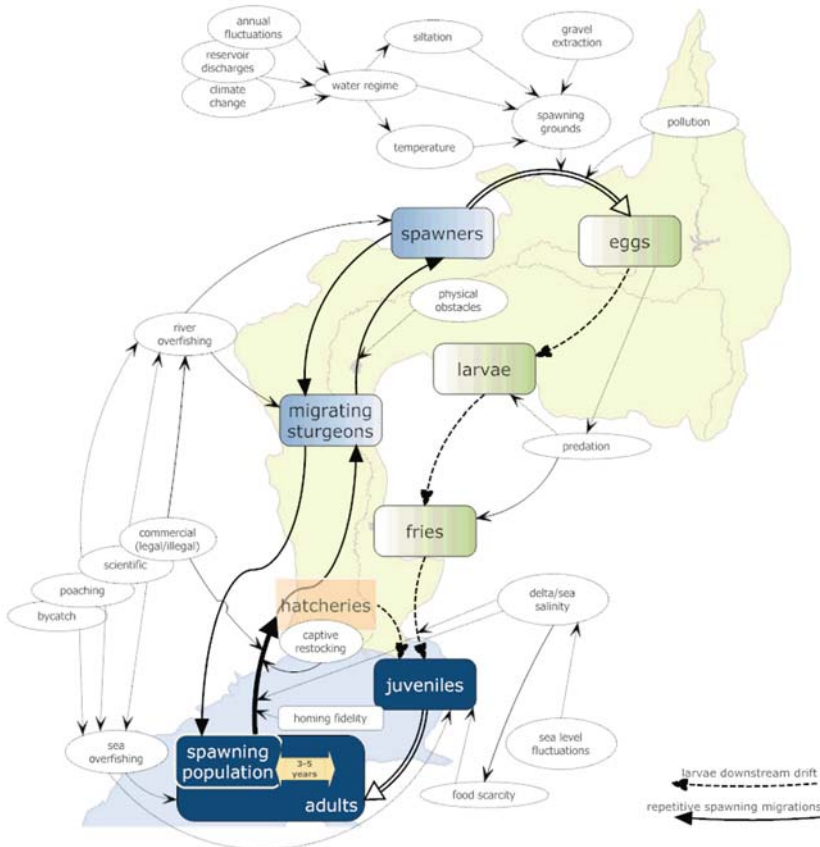 annual
fluctuations
reservoir
discharges
climate
change
water regime
siltation
temperature
gravel
extraction
spawning
grounds
pollution
spawners
eggs
physical
obstacles
river
overfishing
larvae
migrating
sturgeons
predation
fries
commercial
(legal/illegal)
scientific
poaching
bycatch
hatcheries
captive
restocking
delta/sea
salinity
juveniles
homing fidelity
sea
overfishing
spawning
population
3-5
years
adults
sea level
fluctuations
food scarcity
larvae downstream drift
repetitive spawning migrations